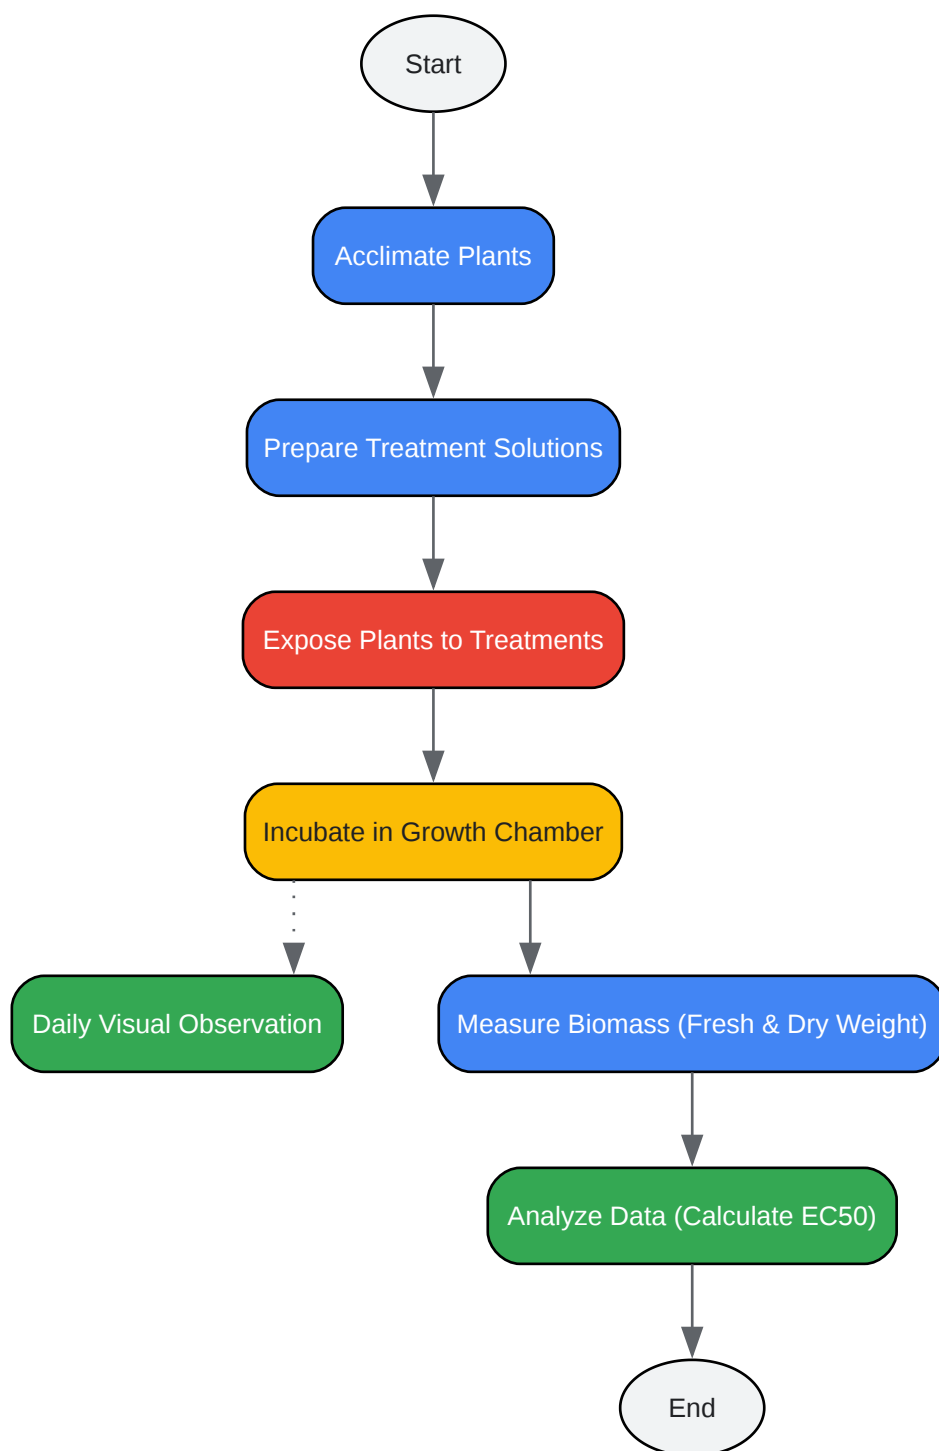 Start
Acclimate Plants
Prepare Treatment Solutions
Expose Plants to Treatments
Incubate in Growth Chamber
Daily Visual Observation
Measure Biomass (Fresh & Dry Weight)
Analyze Data (Calculate EC50)
End